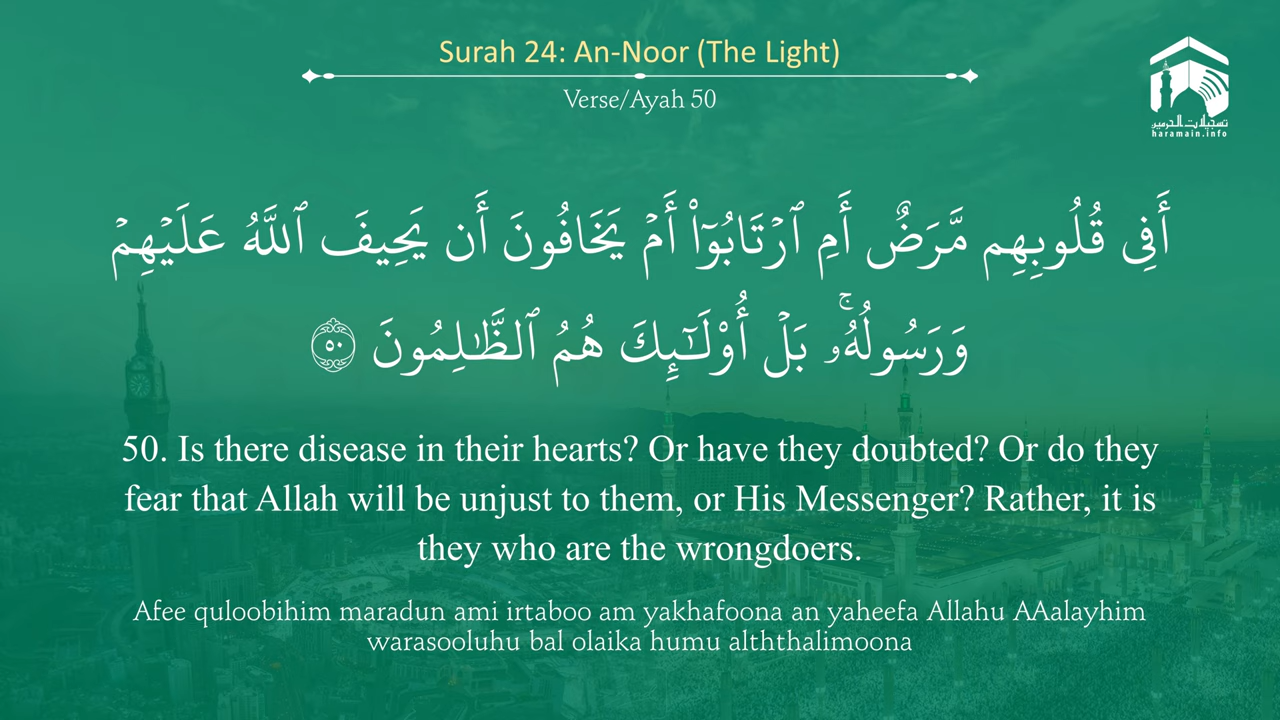 Surah 24: An-Noor (The Light)
Verse/Ayah 50
تسجيلات الحرمين
haramain.info
أَفِى قُلُوبِهِم مَّرَضٌ أَمِ ٱرْتَابُوٓا۟ أَمْ يَخَافُونَ أَن يَحِيفَ ٱللَّهُ عَلَيْهِمْ
وَرَسُولُهُۥ ۚ بَلْ أُو۟لَـٰٓئِكَ هُمُ ٱلظَّـٰلِمُونَ ٥٠
50. Is there disease in their hearts? Or have they doubted? Or do they
fear that Allah will be unjust to them, or His Messenger? Rather, it is
they who are the wrongdoers.
Afee quloobihim maradun ami irtaboo am yakhafoona an yaheefa Allahu AAalayhim
warasooluhu bal olaika humu alththalimoona